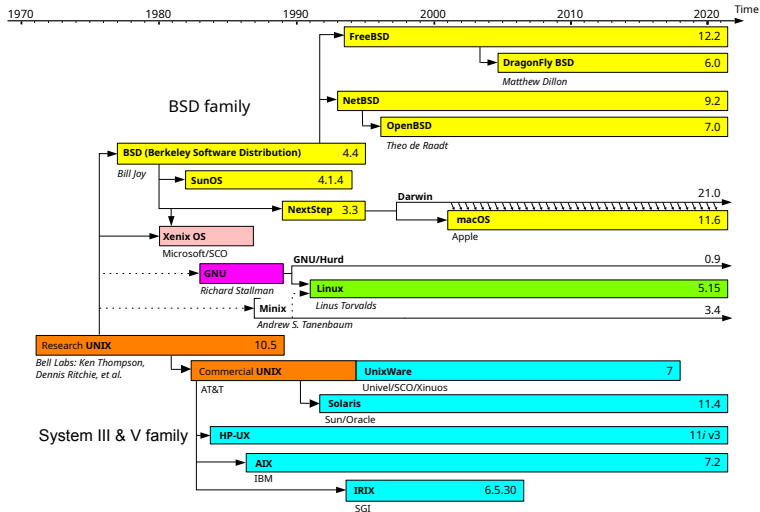 1970 1980 1990 2000 2010 2020 Time
FreeBSD 12.2
DragonFly BSD 6.0
Matthew Dillon
BSD family
NetBSD 9.2
OpenBSD 7.0
Theo de Raadt
BSD (Berkeley Software Distribution) 4.4
Bill Joy
SunOS 4.1.4
Darwin 21.0
NextStep 3.3
macOS 11.6
Apple
Xenix OS
Microsoft/SCO
GNU/Hurd 0.9
GNU
Richard Stallman
Linux 5.15
Linus Torvalds
Minix 3.4
Andrew S. Tanenbaum
Research UNIX 10.5
Bell Labs: Ken Thompson,
Dennis Ritchie, et al.
Commercial UNIX
AT&T
UnixWare 7
Univel/SCO/Xinuos
Solaris 11.4
Sun/Oracle
System III & V family
HP-UX 11i v3
AIX 7.2
IBM
IRIX 6.5.30
SGI